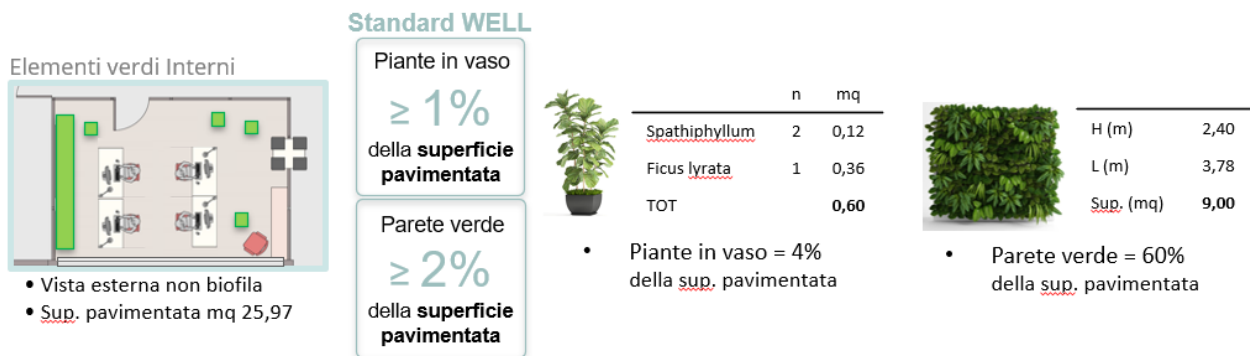 Elementi verdi Interni
• Vista esterna non biofila
• Sup. pavimentata mq 25,97
Standard WELL
Piante in vaso
≥ 1%
della superficie
pavimentata
Parete verde
≥ 2%
della superficie
pavimentata
n mq
Spathiphyllum 2 0,12
Ficus lyrata 1 0,36
TOT 0,60
• Piante in vaso = 4%
della sup. pavimentata
H (m) 2,40
L (m) 3,78
Sup. (mq) 9,00
• Parete verde = 60%
della sup. pavimentata